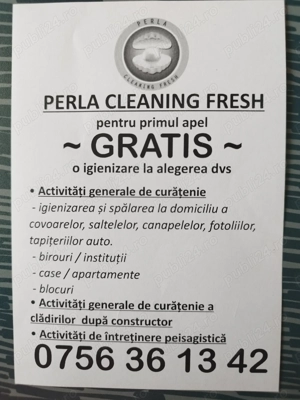 PERLA
CLEANING FRESH
PERLA CLEANING FRESH
pentru primul apel
~ GRATIS ~
o igienizare la alegerea dvs
• Activități generale de curățenie
- igienizarea și spălarea la domiciliu a
covoarelor, saltelelor, canapelelor, fotoliilor,
tapițeriilor auto.
- birouri / instituții
- case / apartamente
- blocuri
• Activități generale de curățenie a
clădirilor după constructor
• Activități de întreținere peisagistică
0756 36 13 42